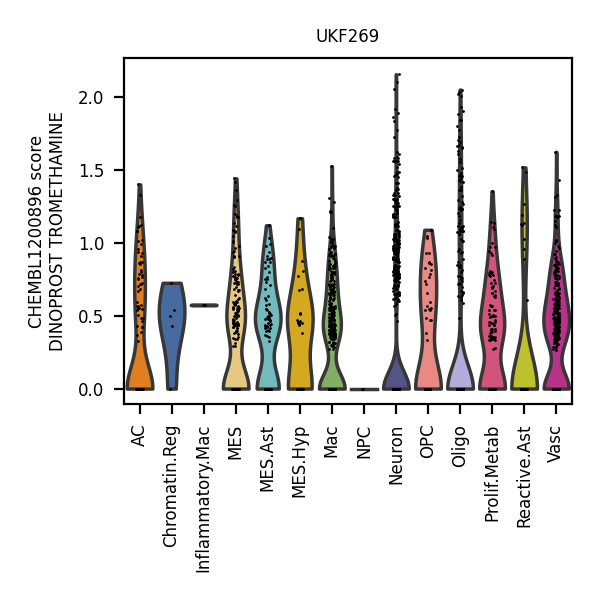 UKF269
CHEMBL1200896 score
DINOPROST TROMETHAMINE
2.0
1.5
1.0
0.5
0.0
AC
Chromatin.Reg
Inflammatory.Mac
MES
MES.Ast
MES.Hyp
Mac
NPC
Neuron
OPC
Oligo
Prolif.Metab
Reactive.Ast
Vasc